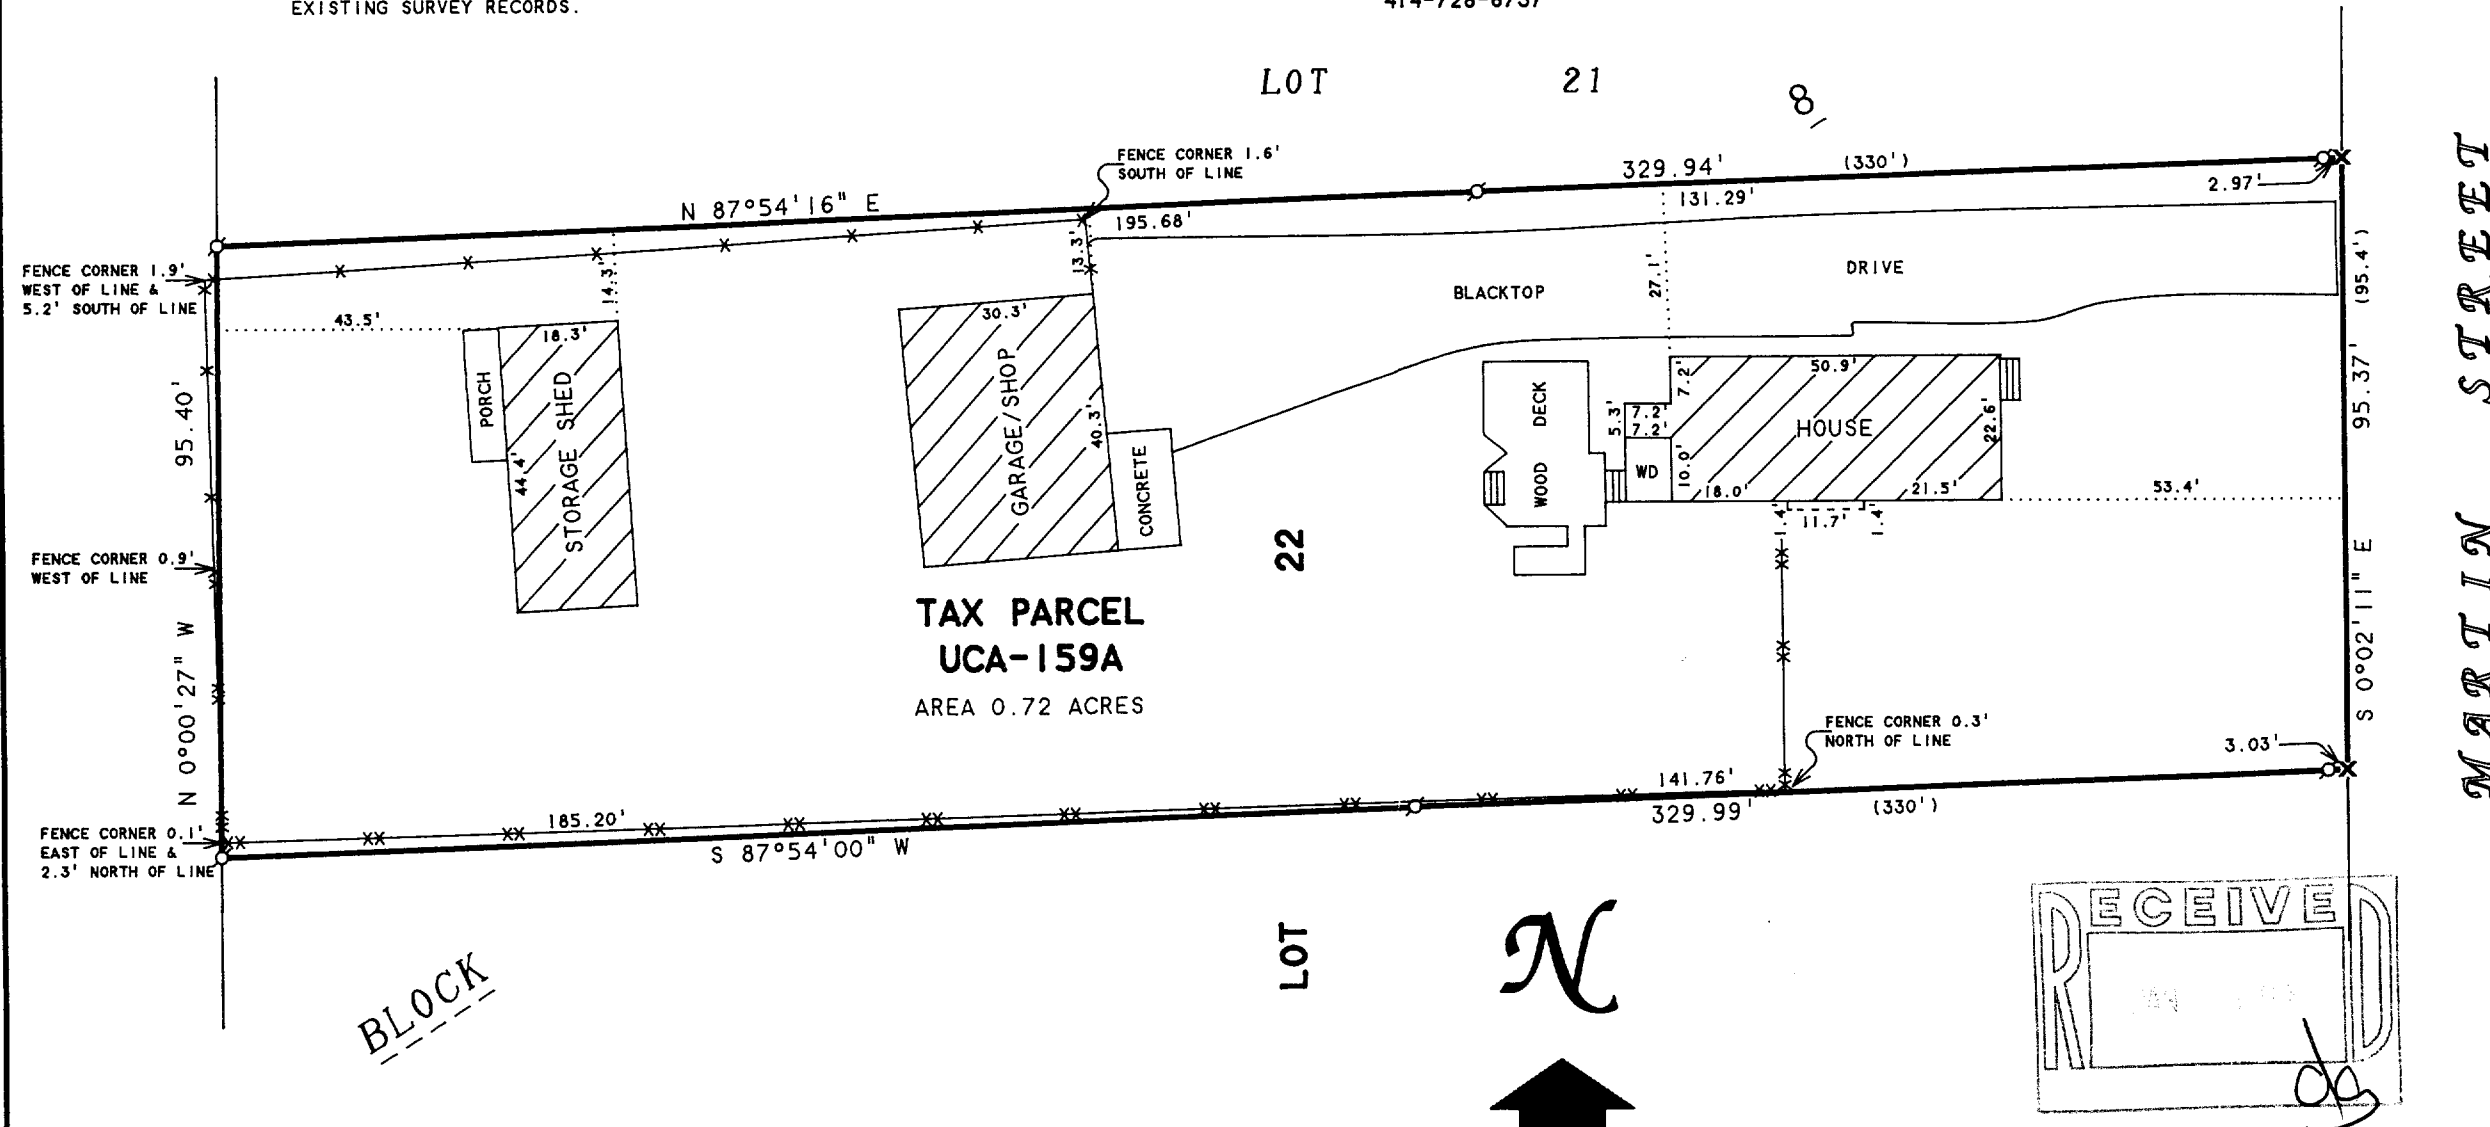 EXISTING SURVEY RECORDS.
LOT 21
8
FENCE CORNER 1.6'
SOUTH OF LINE
329.94' (330')
2.97'
N 87°54'16" E
195.68'
131.29'
13.3'
14.3'
27.1'
FENCE CORNER 1.9'
WEST OF LINE &
5.2' SOUTH OF LINE
43.5'
18.3'
30.3'
BLACKTOP
DRIVE
(95.4')
95.37'
MARTIN STREET
PORCH
STORAGE SHED
44.4'
GARAGE/SHOP
40.3'
CONCRETE
WOOD DECK
5.3'
7.2'
7.2'
7.2'
WD
10.0'
50.9'
HOUSE
22.6'
18.0'
21.5'
53.4'
1.4'
11.7'
1.4'
95.40'
N 0°00'27" W
S 0°02'11" E
FENCE CORNER 0.9'
WEST OF LINE
22
TAX PARCEL
UCA-159A
AREA 0.72 ACRES
FENCE CORNER 0.3'
NORTH OF LINE
3.03'
141.76'
329.99' (330')
185.20'
S 87°54'00" W
FENCE CORNER 0.1'
EAST OF LINE &
2.3' NORTH OF LINE
BLOCK
LOT
N
RECEIVED